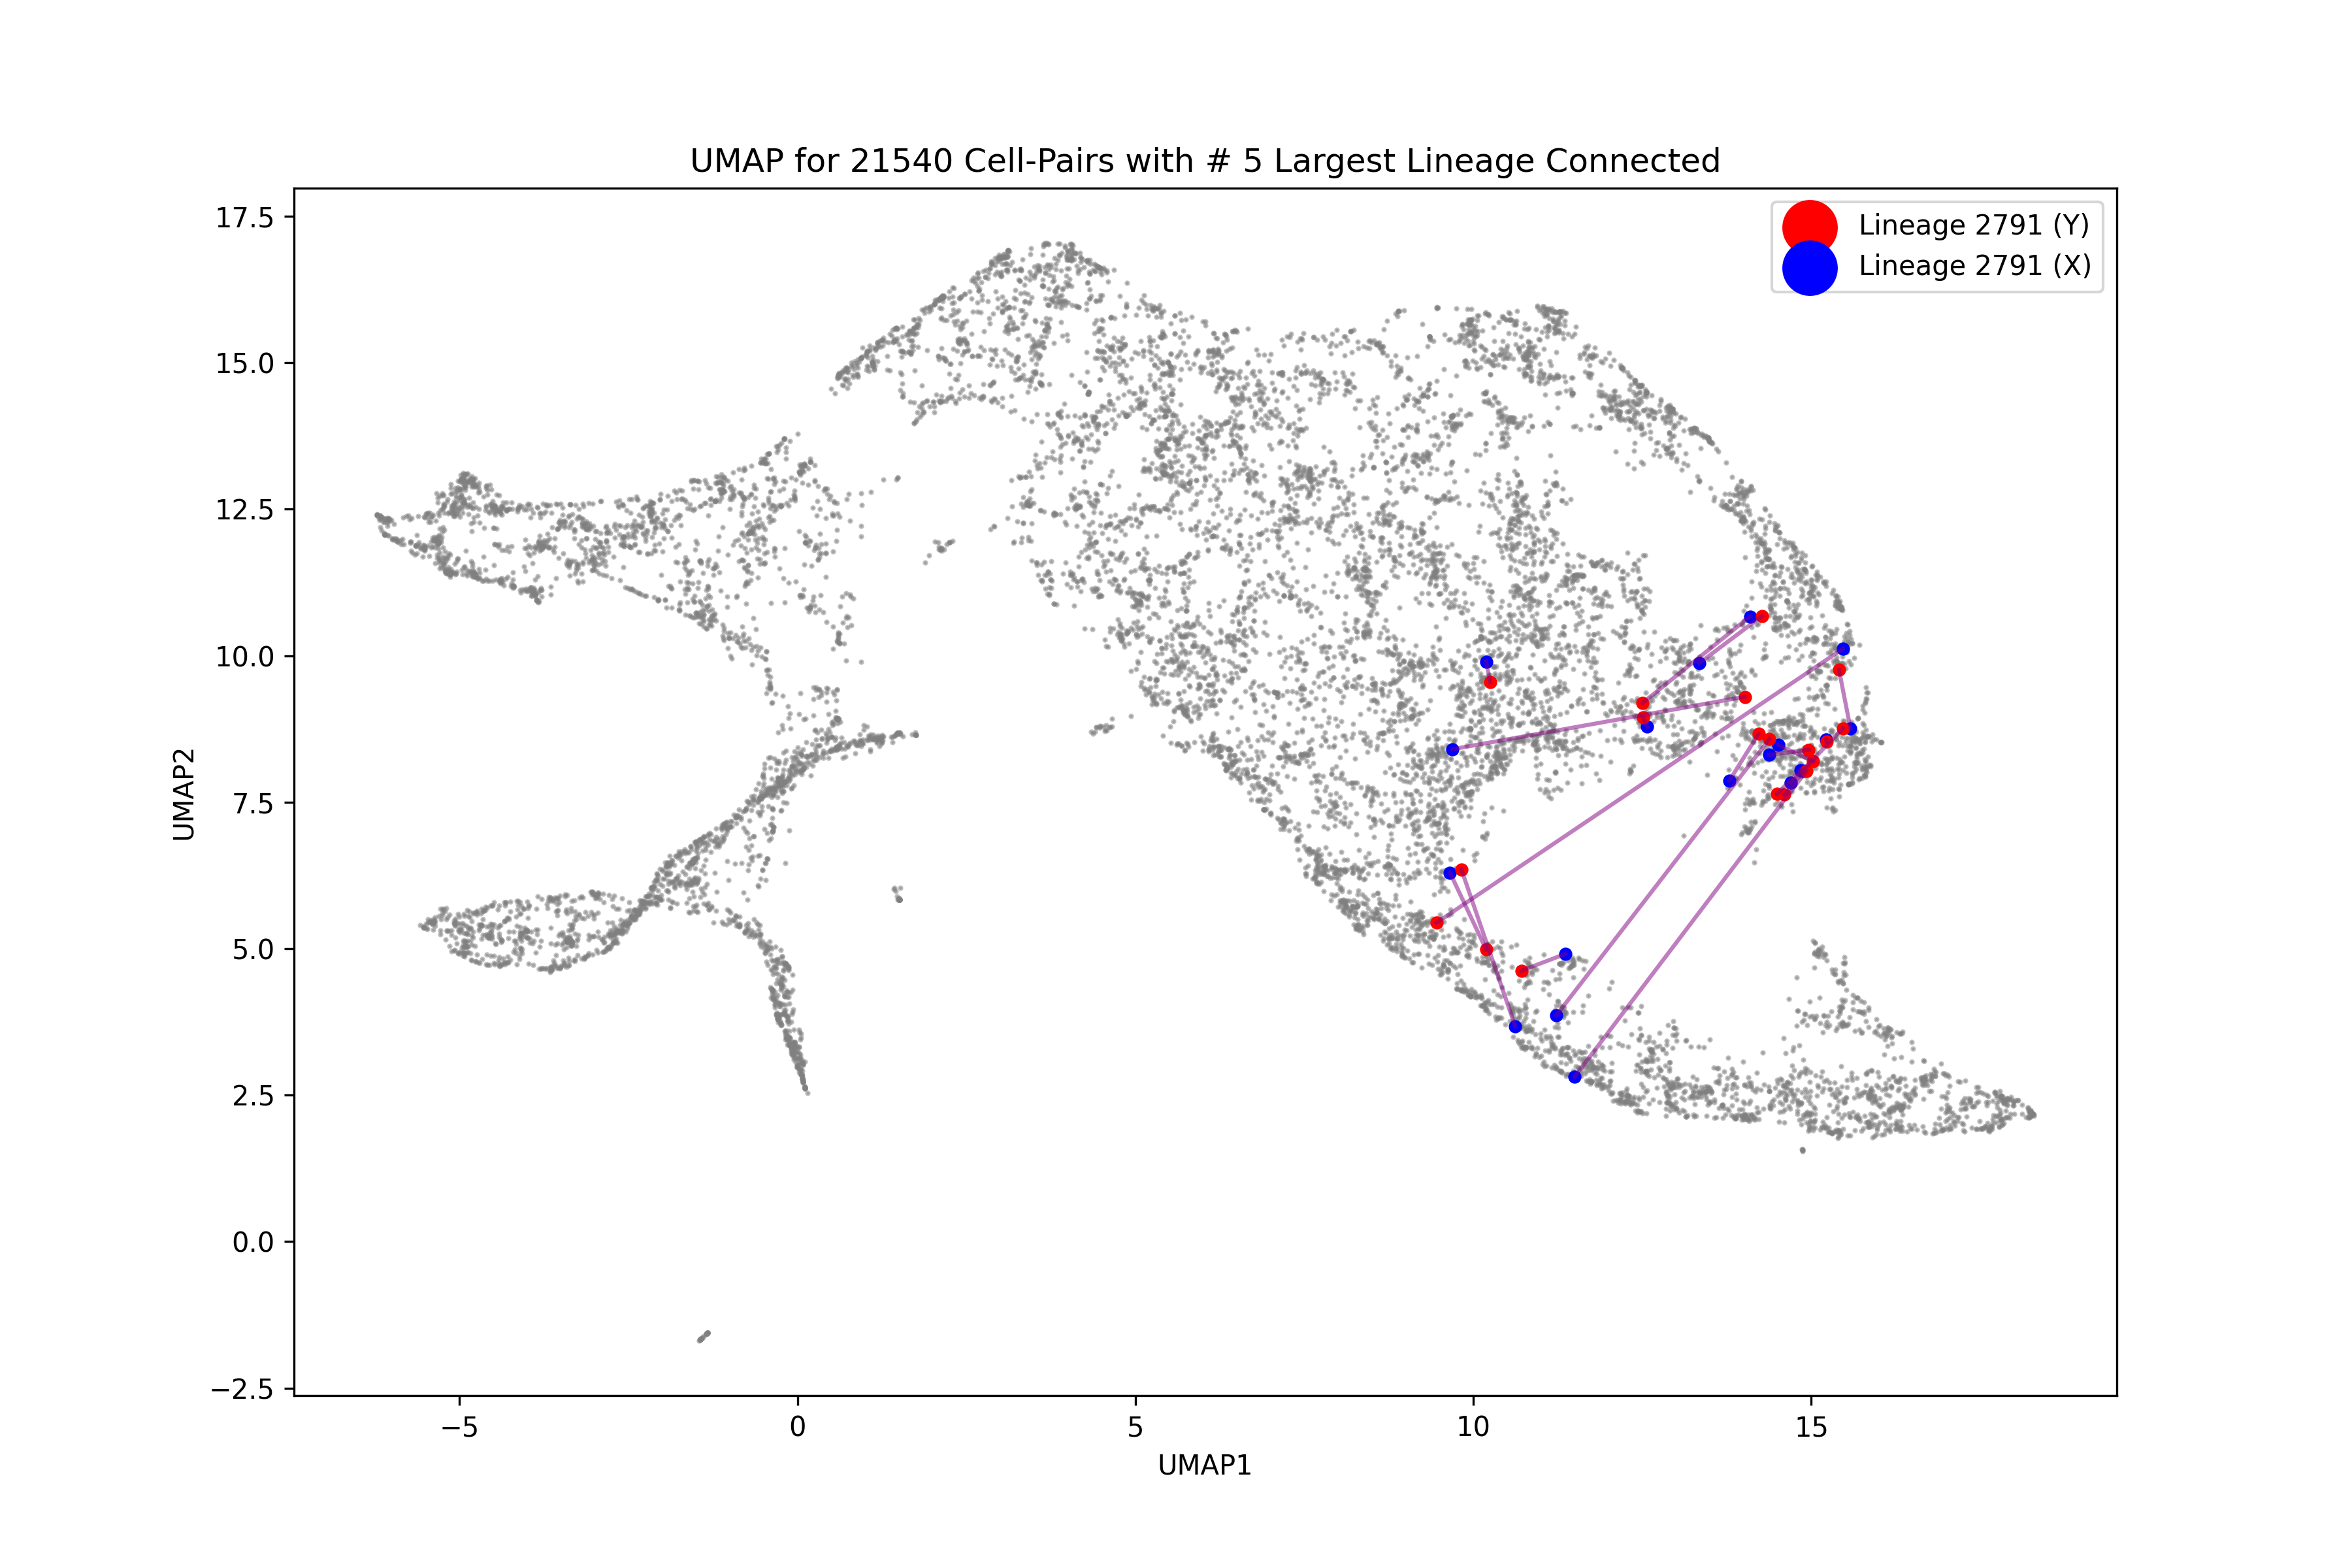 UMAP for 21540 Cell-Pairs with # 5 Largest Lineage Connected
Lineage 2791 (Y)
Lineage 2791 (X)
17.5
15.0
12.5
10.0
7.5
5.0
2.5
0.0
−2.5
UMAP2
−5
0
5
10
15
UMAP1